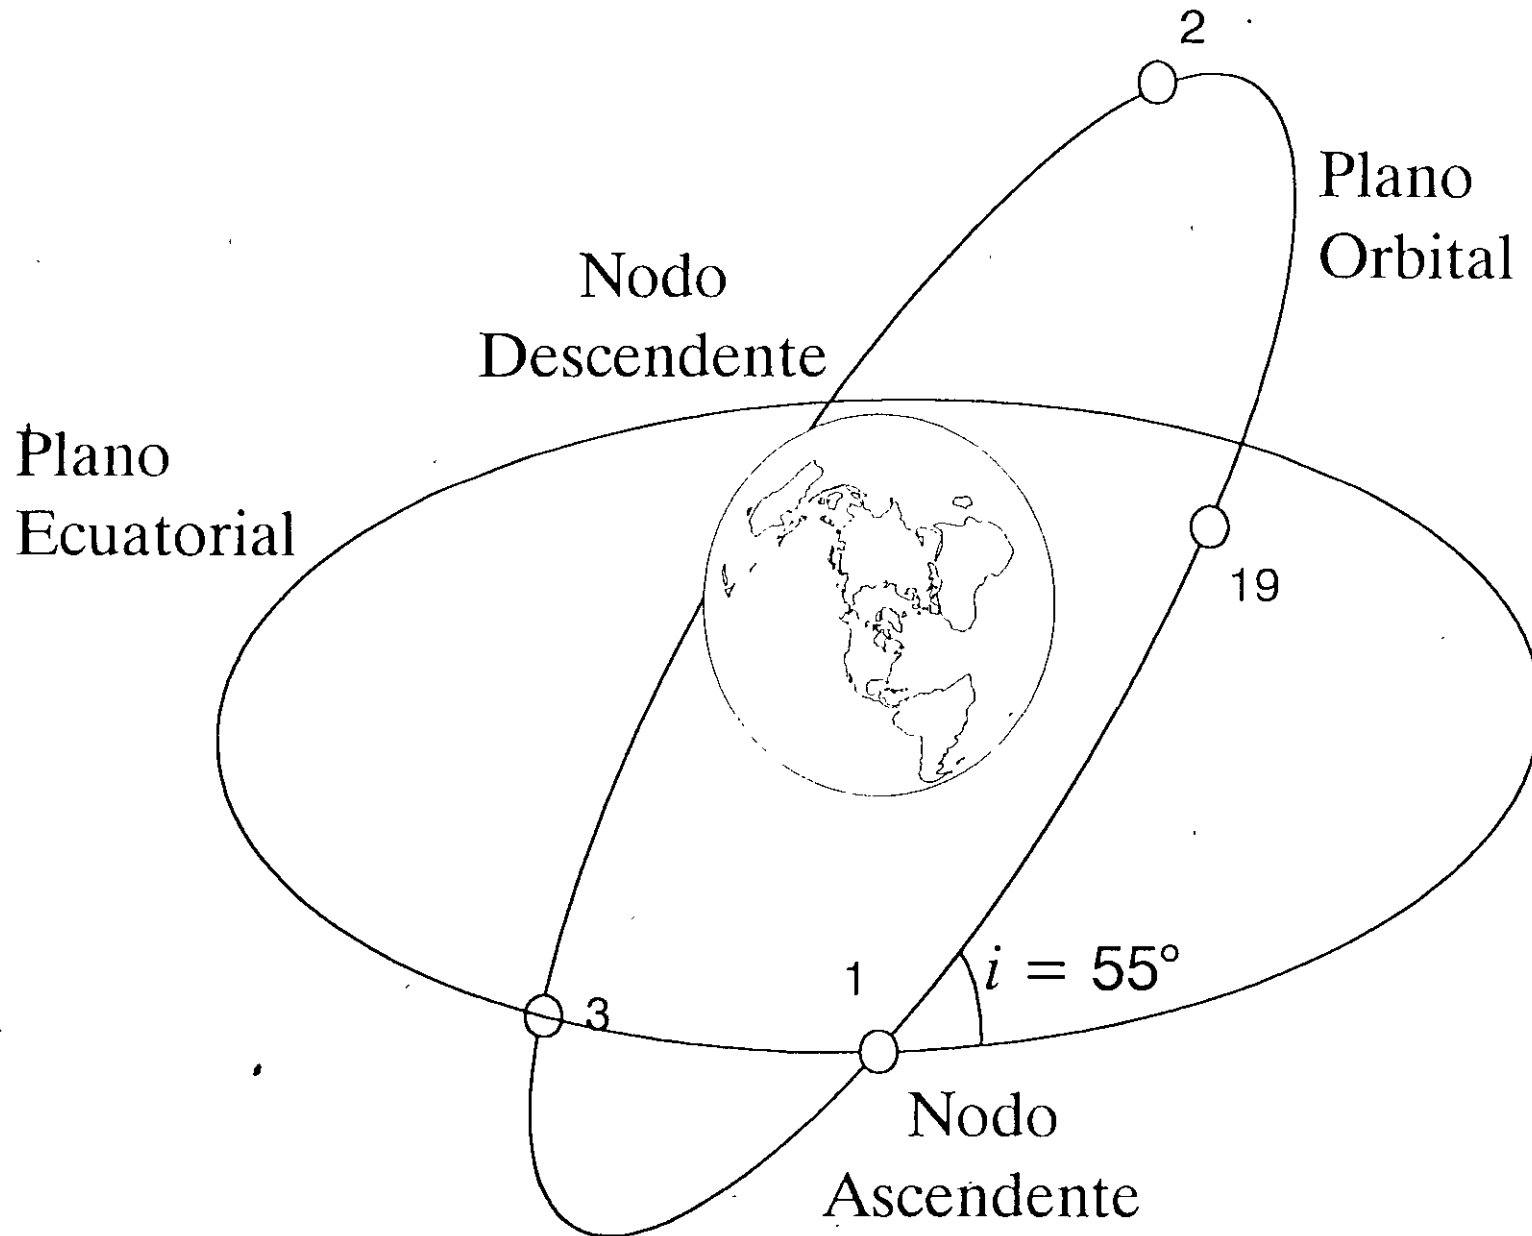 2
Plano
Orbital
Nodo
Descendente
Plano
Ecuatorial
19
1
i = 55°
3
Nodo
Ascendente